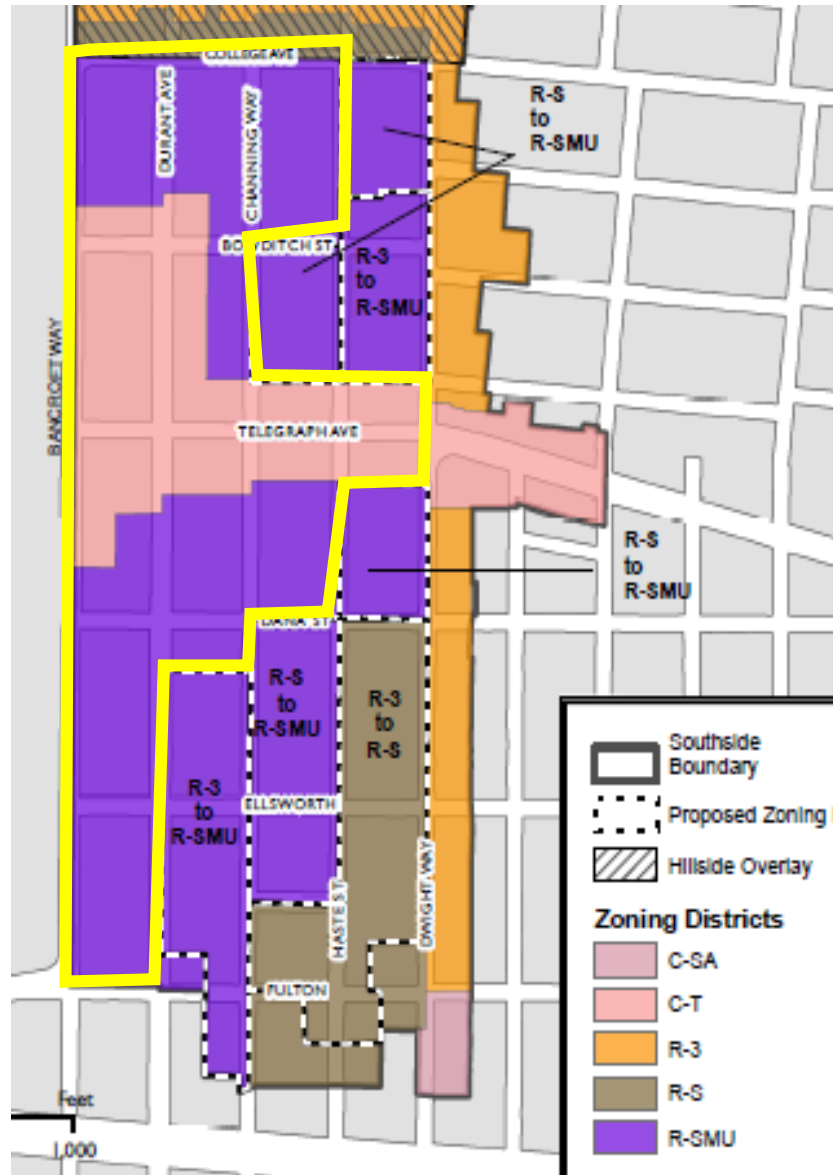 COLLEGE AVE
DURANT AVE
CHANNING WAY
R-S
to
R-SMU
BOWDITCH ST
R-3
to
R-SMU
BANCROFT WAY
TELEGRAPH AVE
R-S
to
R-SMU
DANA ST
R-S
to
R-SMU
R-3
to
R-S
R-3
to
R-SMU
ELLSWORTH
HASTE ST
DWIGHT WAY
FULTON
Feet
1,000
Southside
Boundary
Proposed Zoning
Hillside Overlay
Zoning Districts
C-SA
C-T
R-3
R-S
R-SMU